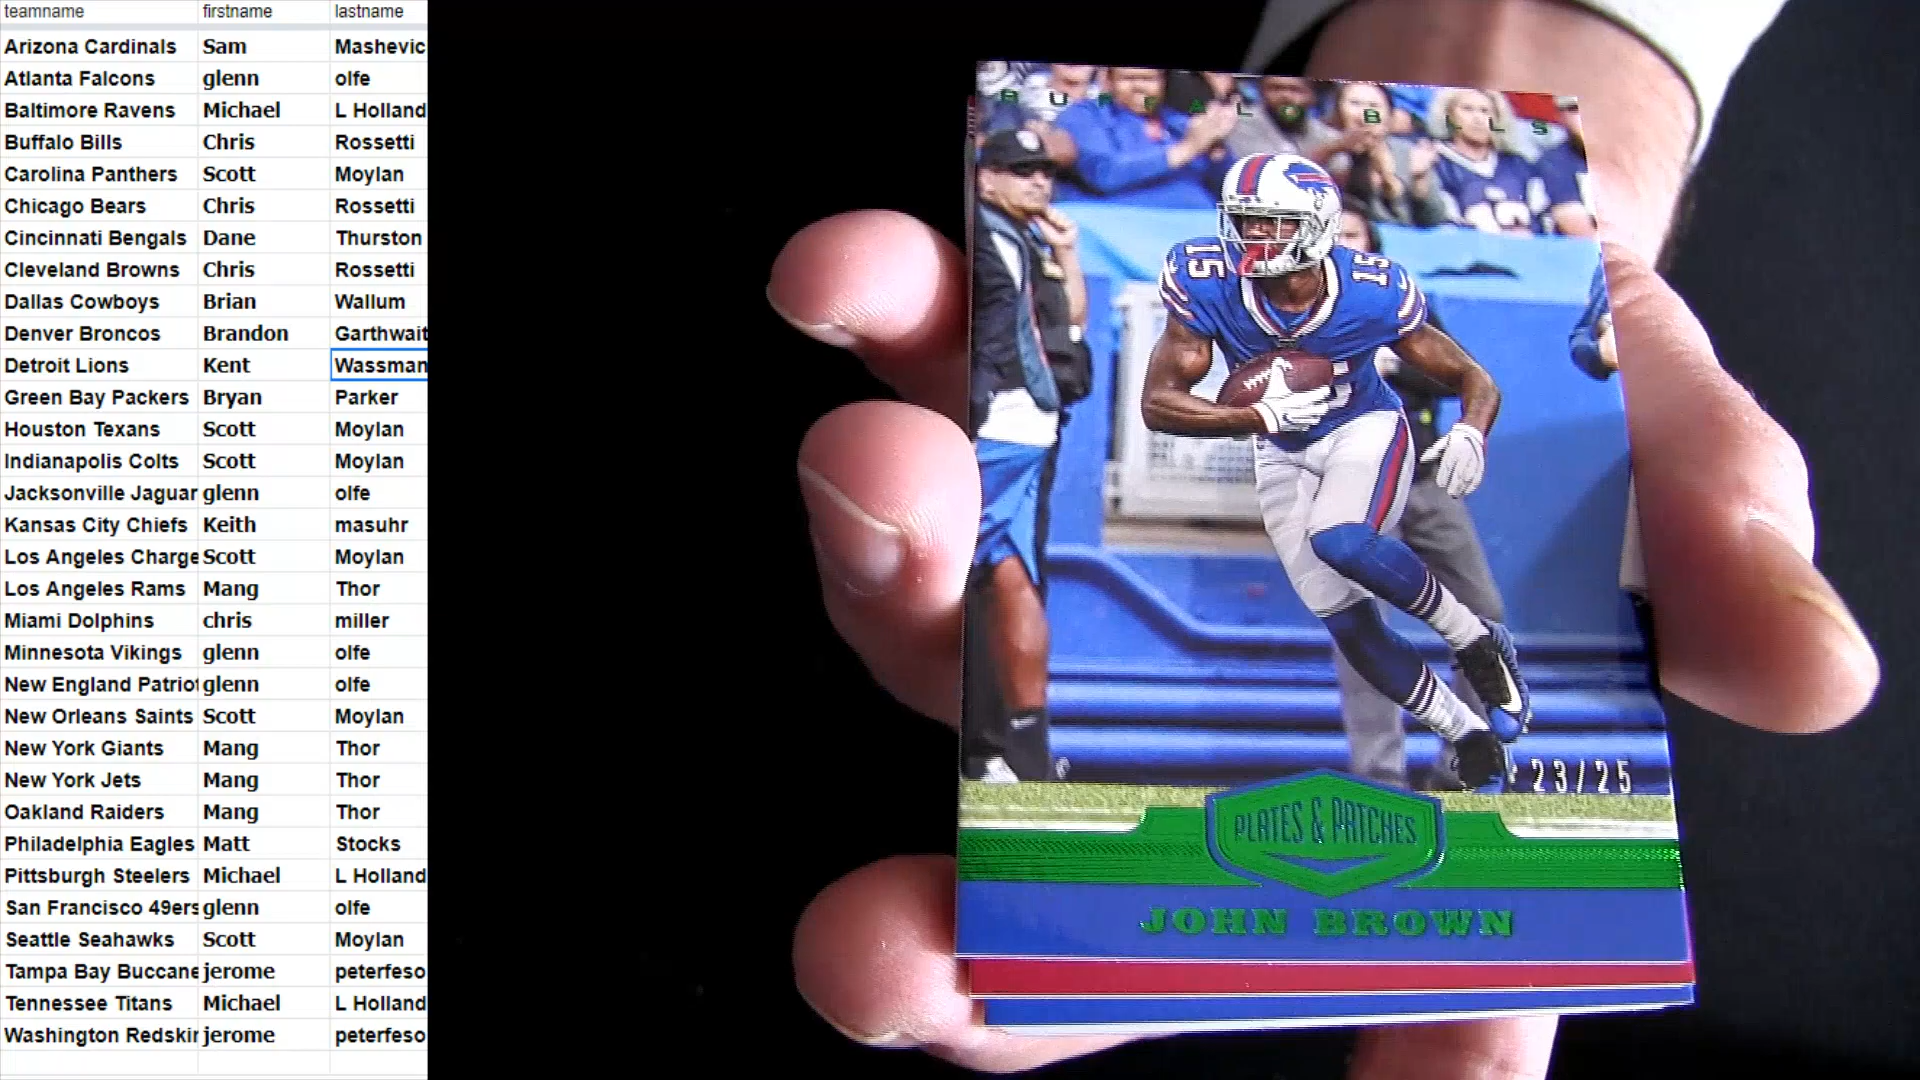 teamname firstname lastname
Arizona Cardinals Sam Mashevic
Atlanta Falcons glenn olfe
Baltimore Ravens Michael L Holland
Buffalo Bills Chris Rossetti
Carolina Panthers Scott Moylan
Chicago Bears Chris Rossetti
Cincinnati Bengals Dane Thurston
Cleveland Browns Chris Rossetti
Dallas Cowboys Brian Wallum
Denver Broncos Brandon Garthwait
Detroit Lions Kent Wassman
Green Bay Packers Bryan Parker
Houston Texans Scott Moylan
Indianapolis Colts Scott Moylan
Jacksonville Jaguar glenn olfe
Kansas City Chiefs Keith masuhr
Los Angeles Charge Scott Moylan
Los Angeles Rams Mang Thor
Miami Dolphins chris miller
Minnesota Vikings glenn olfe
New England Patriot glenn olfe
New Orleans Saints Scott Moylan
New York Giants Mang Thor
New York Jets Mang Thor
Oakland Raiders Mang Thor
Philadelphia Eagles Matt Stocks
Pittsburgh Steelers Michael L Holland
San Francisco 49ers glenn olfe
Seattle Seahawks Scott Moylan
Tampa Bay Buccane jerome peterfeso
Tennessee Titans Michael L Holland
Washington Redskin jerome peterfeso
BUFFALO BILLS
15 15
23/25
PLATES & PATCHES
JOHN BROWN